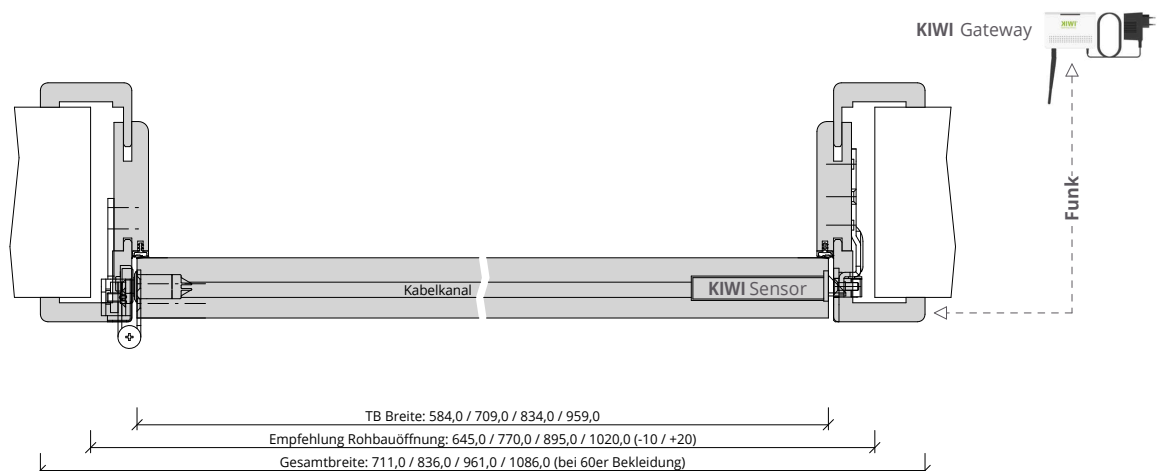 KIWI Gateway
KIWI
Funk
Kabelkanal
KIWI Sensor
TB Breite: 584,0 / 709,0 / 834,0 / 959,0
Empfehlung Rohbauöffnung: 645,0 / 770,0 / 895,0 / 1020,0 (-10 / +20)
Gesamtbreite: 711,0 / 836,0 / 961,0 / 1086,0 (bei 60er Bekleidung)